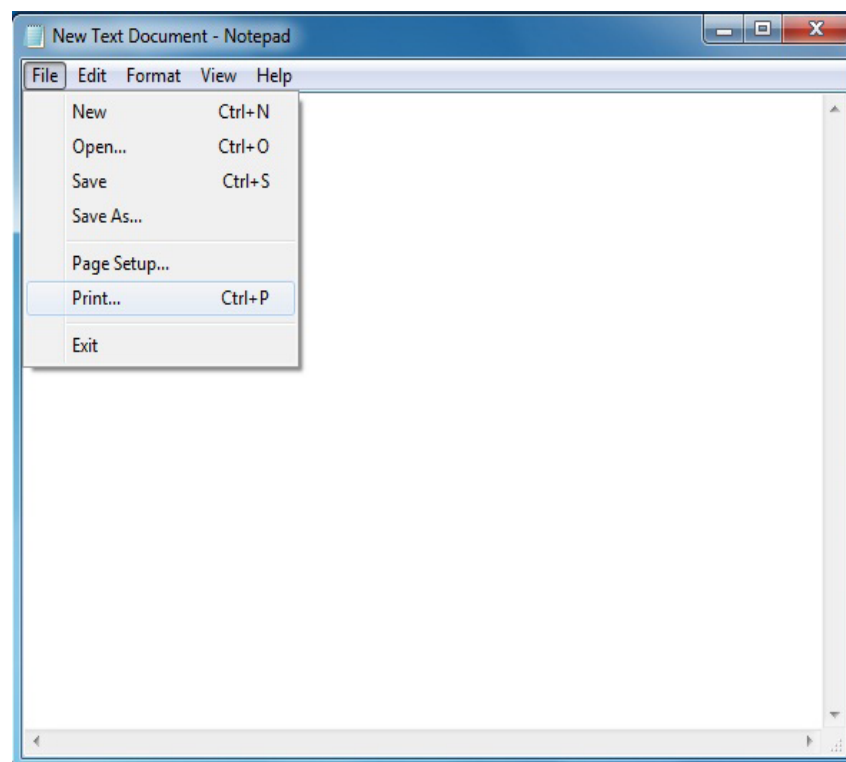 New Text Document - Notepad
File Edit Format View Help
New Ctrl+N
Open... Ctrl+O
Save Ctrl+S
Save As...
Page Setup...
Print... Ctrl+P
Exit